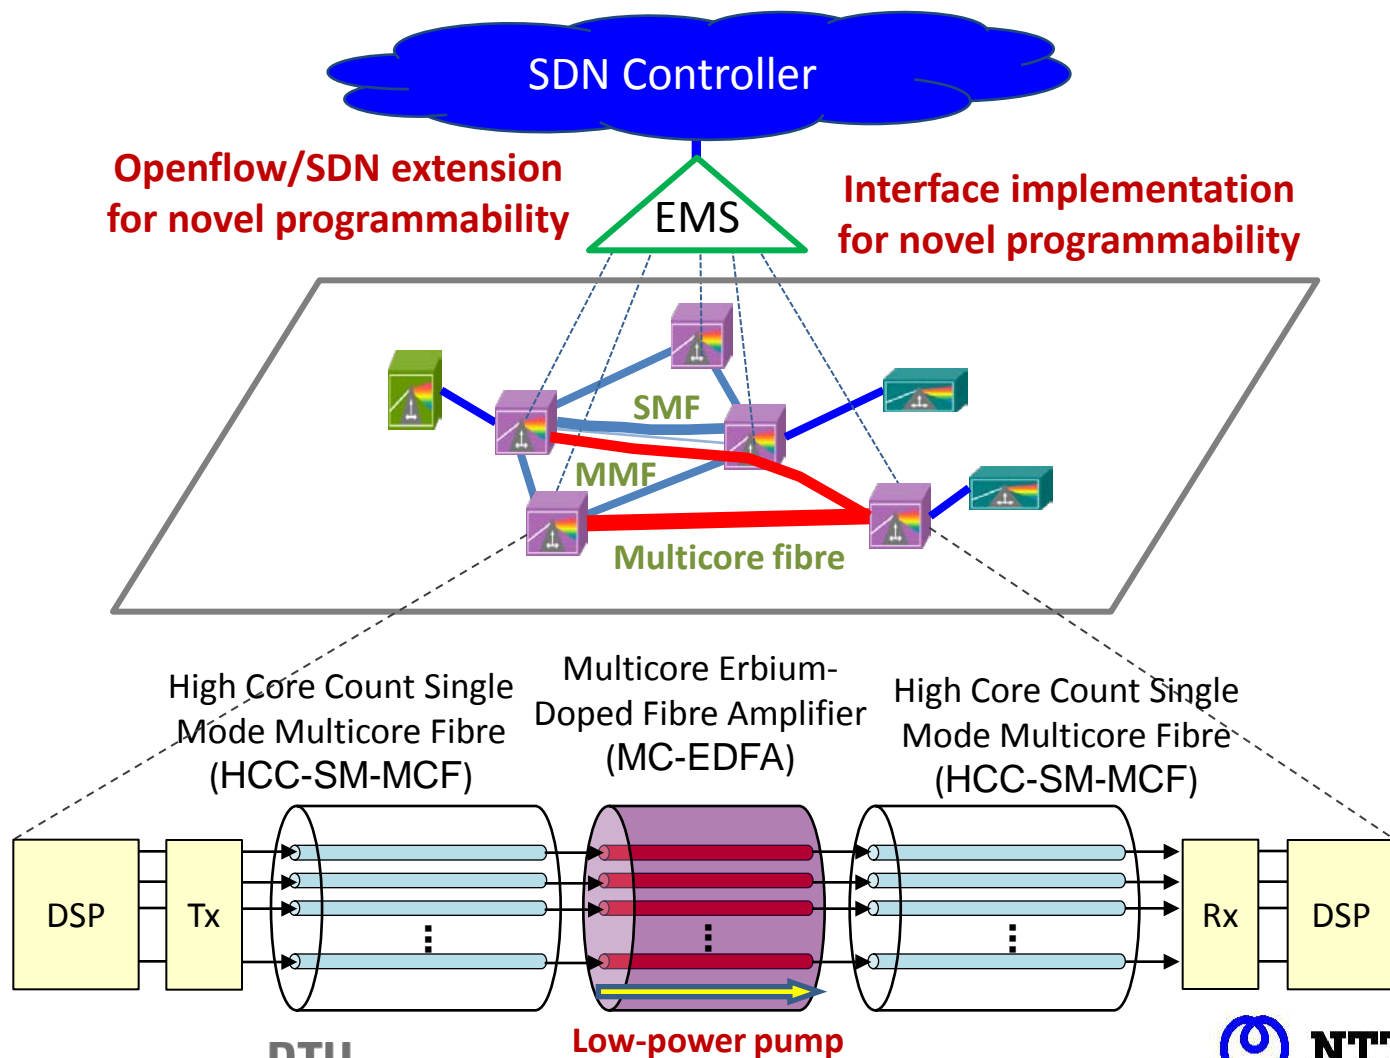 SDN Controller
Openflow/SDN extension
for novel programmability
EMS
Interface implementation
for novel programmability
SMF
MMF
Multicore fibre
High Core Count Single
Mode Multicore Fibre
(HCC-SM-MCF)
Multicore Erbium-
Doped Fibre Amplifier
(MC-EDFA)
High Core Count Single
Mode Multicore Fibre
(HCC-SM-MCF)
DSP
Tx
Rx
DSP
Low-power pump
NTT